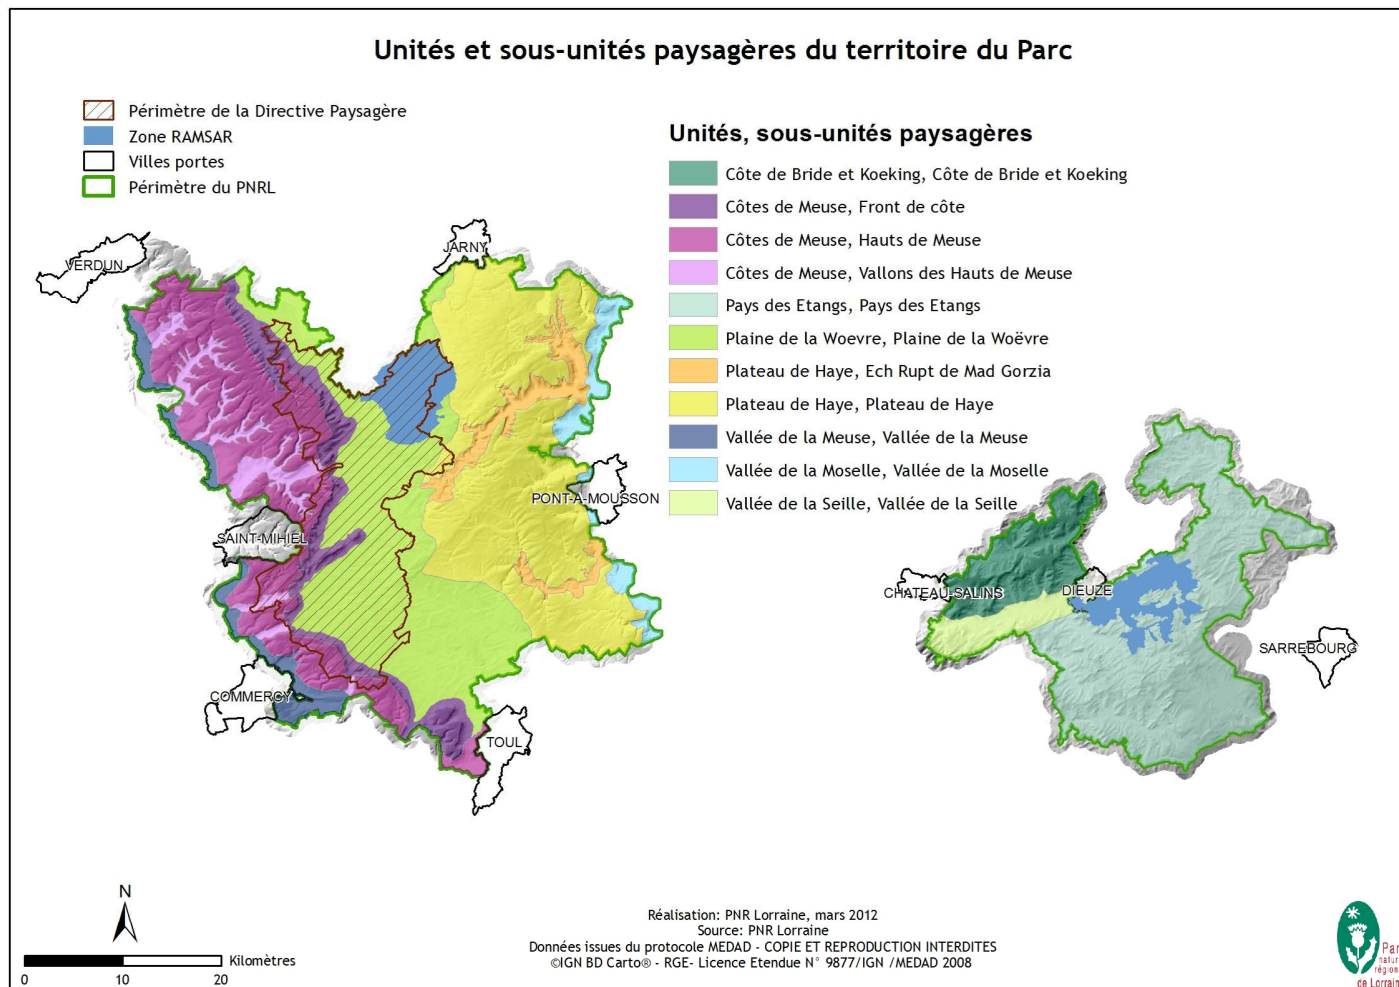 Unités et sous-unités paysagères du territoire du Parc
Périmètre de la Directive Paysagère
Zone RAMSAR
Villes portes
Périmètre du PNRL
Unités, sous-unités paysagères
Côte de Bride et Koeking, Côte de Bride et Koeking
Côtes de Meuse, Front de côte
Côtes de Meuse, Hauts de Meuse
Côtes de Meuse, Vallons des Hauts de Meuse
Pays des Etangs, Pays des Etangs
Plaine de la Woevre, Plaine de la Woëvre
Plateau de Haye, Ech Rupt de Mad Gorzia
Plateau de Haye, Plateau de Haye
Vallée de la Meuse, Vallée de la Meuse
Vallée de la Moselle, Vallée de la Moselle
Vallée de la Seille, Vallée de la Seille
VERDUN
JARNY
PONT-A-MOUSSON
SAINT-MIHIEL
COMMERCY
TOUL
CHATEAU-SALINS
DIEUZE
SARREBOURG
N
Kilomètres
0 10 20
Réalisation: PNR Lorraine, mars 2012
Source: PNR Lorraine
Données issues du protocole MEDAD - COPIE ET REPRODUCTION INTERDITES
©IGN BD Carto® - RGE- Licence Etendue N° 9877/IGN /MEDAD 2008
Par
natur
région
de Lorrain